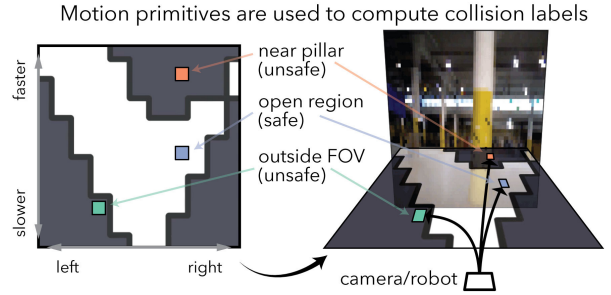 Motion primitives are used to compute collision labels
faster
slower
left
right
near pillar
(unsafe)
open region
(safe)
outside FOV
(unsafe)
camera/robot